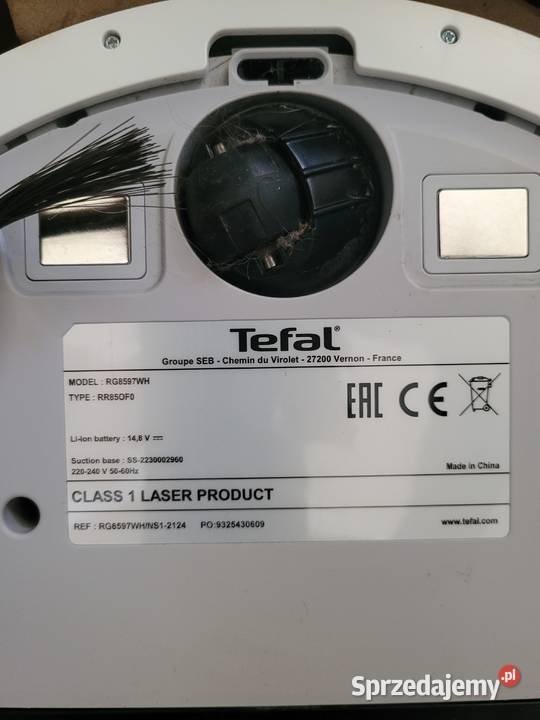 Tefal®
Groupe SEB - Chemin du Virolet - 27200 Vernon - France
MODEL : RG8597WH
TYPE : RR85OF0
EAC CE
Li-Ion battery : 14,8 V
Suction base : SS-2230002960
220-240 V 50-60Hz
Made in China
CLASS 1 LASER PRODUCT
REF : RG8597WH/NS1-2124 PO:9325430609
www.tefal.com
Sprzedajemy.pl